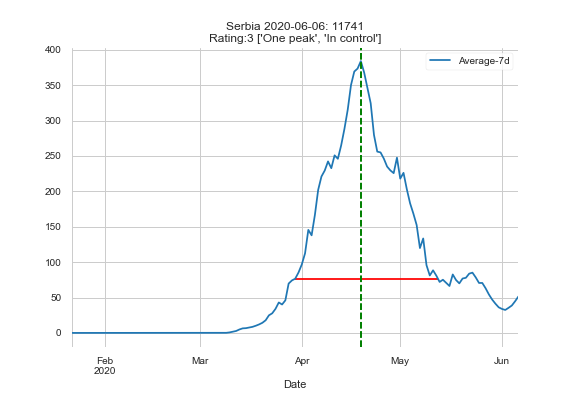 Serbia 2020-06-06: 11741
Rating:3 ['One peak', 'In control']
Average-7d
400
350
300
250
200
150
100
50
0
Feb
2020
Mar
Apr
May
Jun
Date